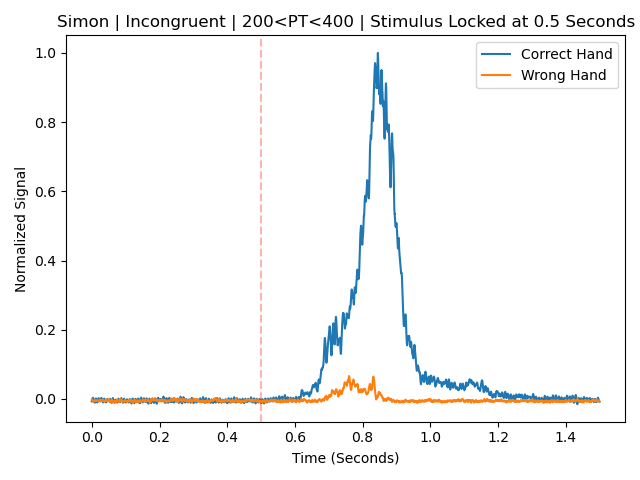 Simon | Incongruent | 200<PT<400 | Stimulus Locked at 0.5 Seconds
Correct Hand
Wrong Hand
Normalized Signal
1.0
0.8
0.6
0.4
0.2
0.0
0.0 0.2 0.4 0.6 0.8 1.0 1.2 1.4
Time (Seconds)